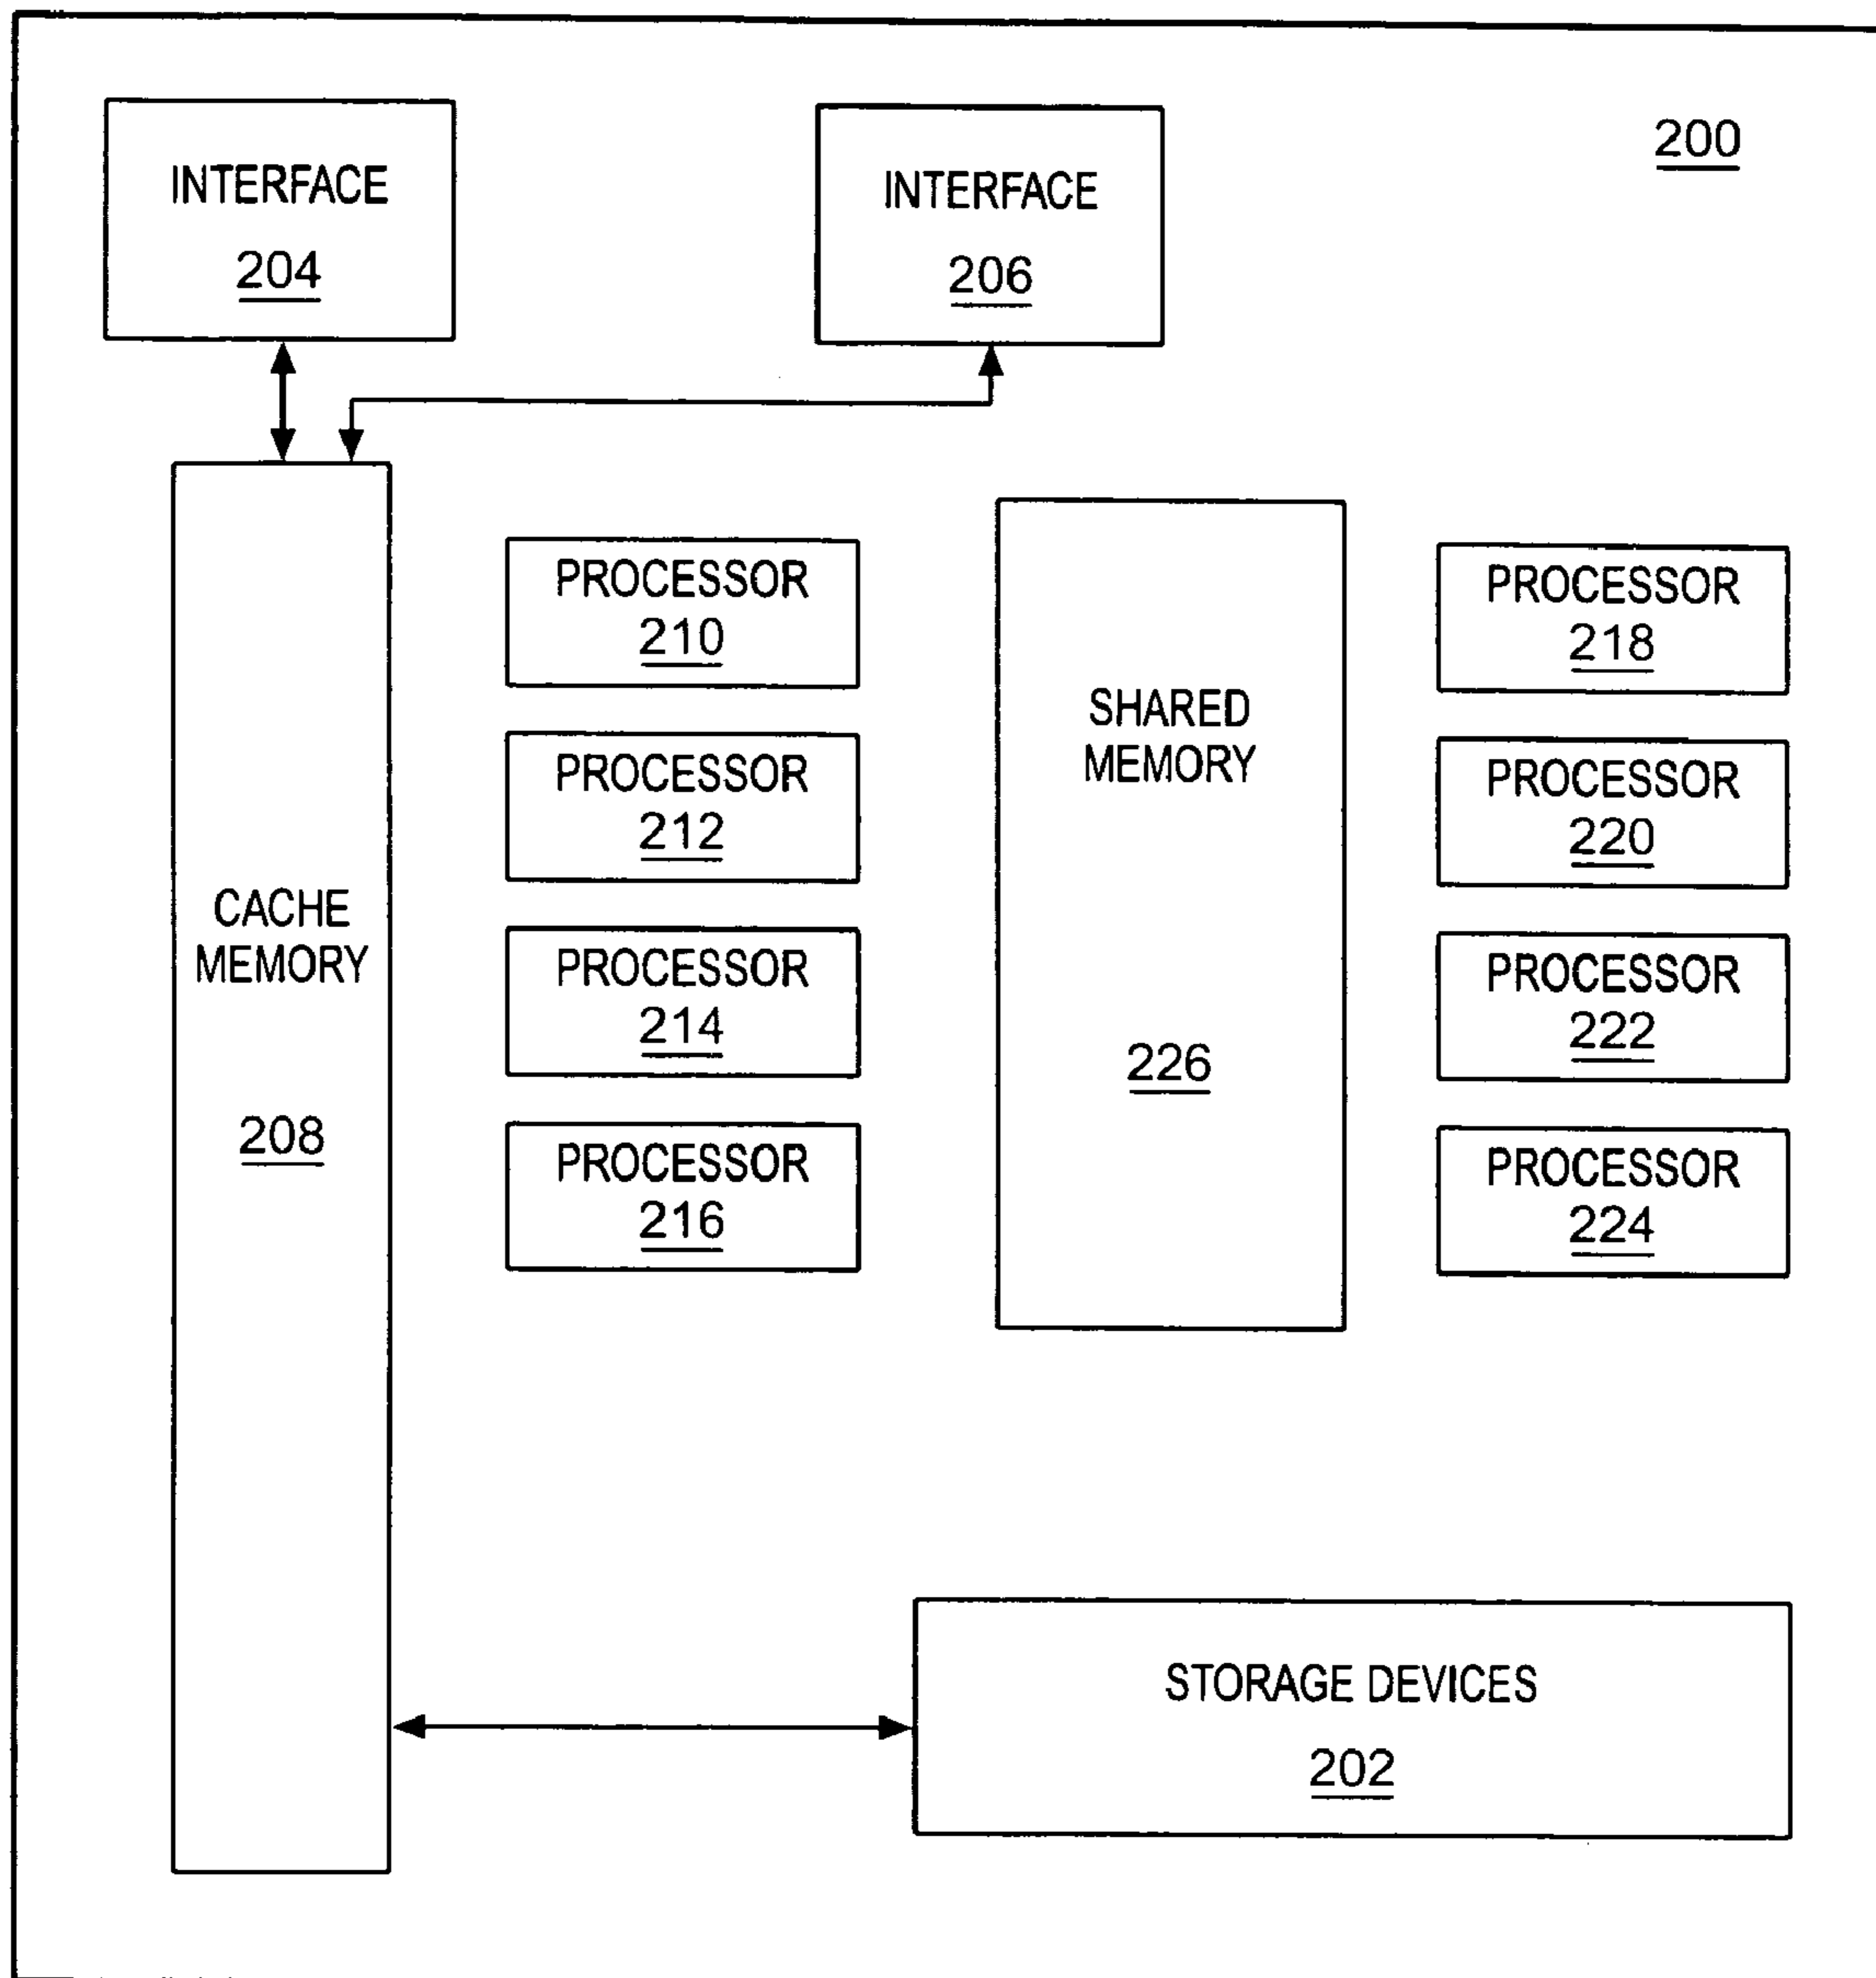 200
INTERFACE
204
INTERFACE
206
CACHE
MEMORY
208
PROCESSOR
210
PROCESSOR
212
PROCESSOR
214
PROCESSOR
216
SHARED
MEMORY
226
PROCESSOR
218
PROCESSOR
220
PROCESSOR
222
PROCESSOR
224
STORAGE DEVICES
202